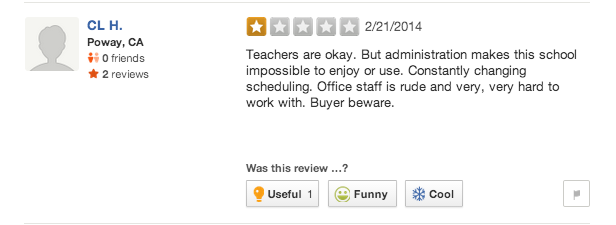 CL H.
Poway, CA
0 friends
2 reviews
2/21/2014
Teachers are okay. But administration makes this school
impossible to enjoy or use. Constantly changing
scheduling. Office staff is rude and very, very hard to
work with. Buyer beware.
Was this review ...?
Useful 1
Funny
Cool